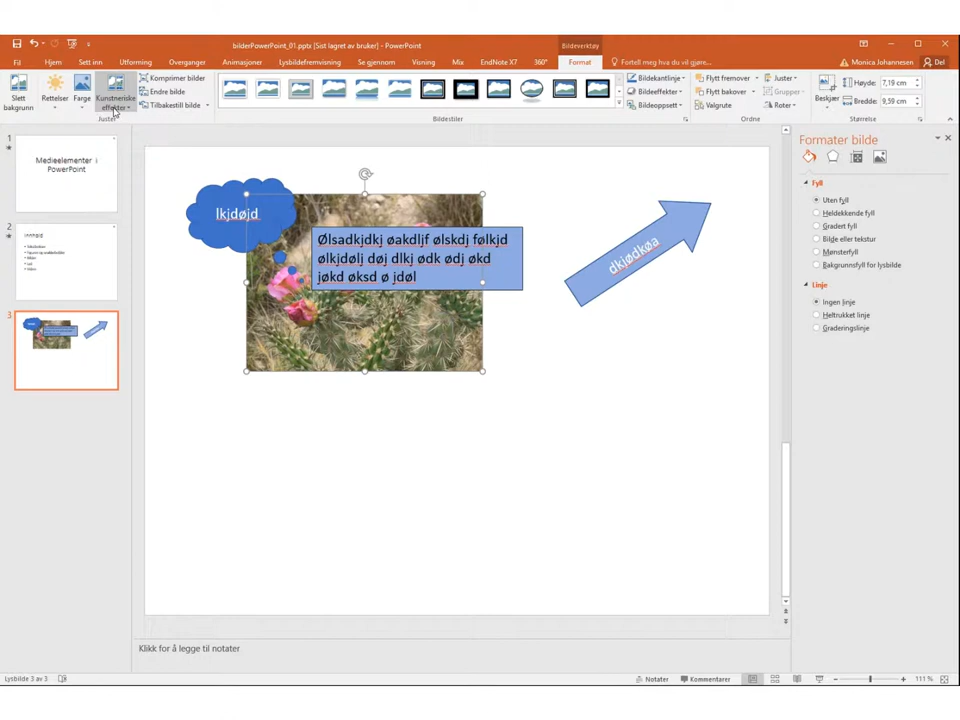 bilderPowerPoint_01.pptx [Sist lagret av bruker] - PowerPoint
Bildeverktøy
Fil Hjem Sett inn Utforming Overganger Animasjoner Lysbildefremvisning Se gjennom Visning Mix EndNote X7 360° Format Fortell meg hva du vil gjøre... Monica Johannesen Del
Slett bakgrunn
Rettelser
Farge
Kunstneriske effekter
Komprimer bilder
Endre bilde
Tilbakestill bilde
Juster
Bildestiler
Bildekantlinje
Bildeeffekter
Bildeoppsett
Flytt fremover
Flytt bakover
Valgrute
Juster
Grupper
Roter
Ordne
Beskjær
Høyde: 7,19 cm
Bredde: 9,59 cm
Størrelse
1
Medieelementer i
PowerPoint
2
Innhold
3
lkjdøjd
Ølsadkjdkj øakdljf ølskdj følkjd
ølkjdølj døj dlkj ødk ødj økd
jøkd øksd ø jdøl
dkjødkøa
Formater bilde
Fyll
Uten fyll
Heldekkende fyll
Gradert fyll
Bilde eller tekstur
Mønsterfyll
Bakgrunnsfyll for lysbilde
Linje
Ingen linje
Heltrukket linje
Graderingslinje
Klikk for å legge til notater
Lysbilde 3 av 3
Notater Kommentarer 111 %